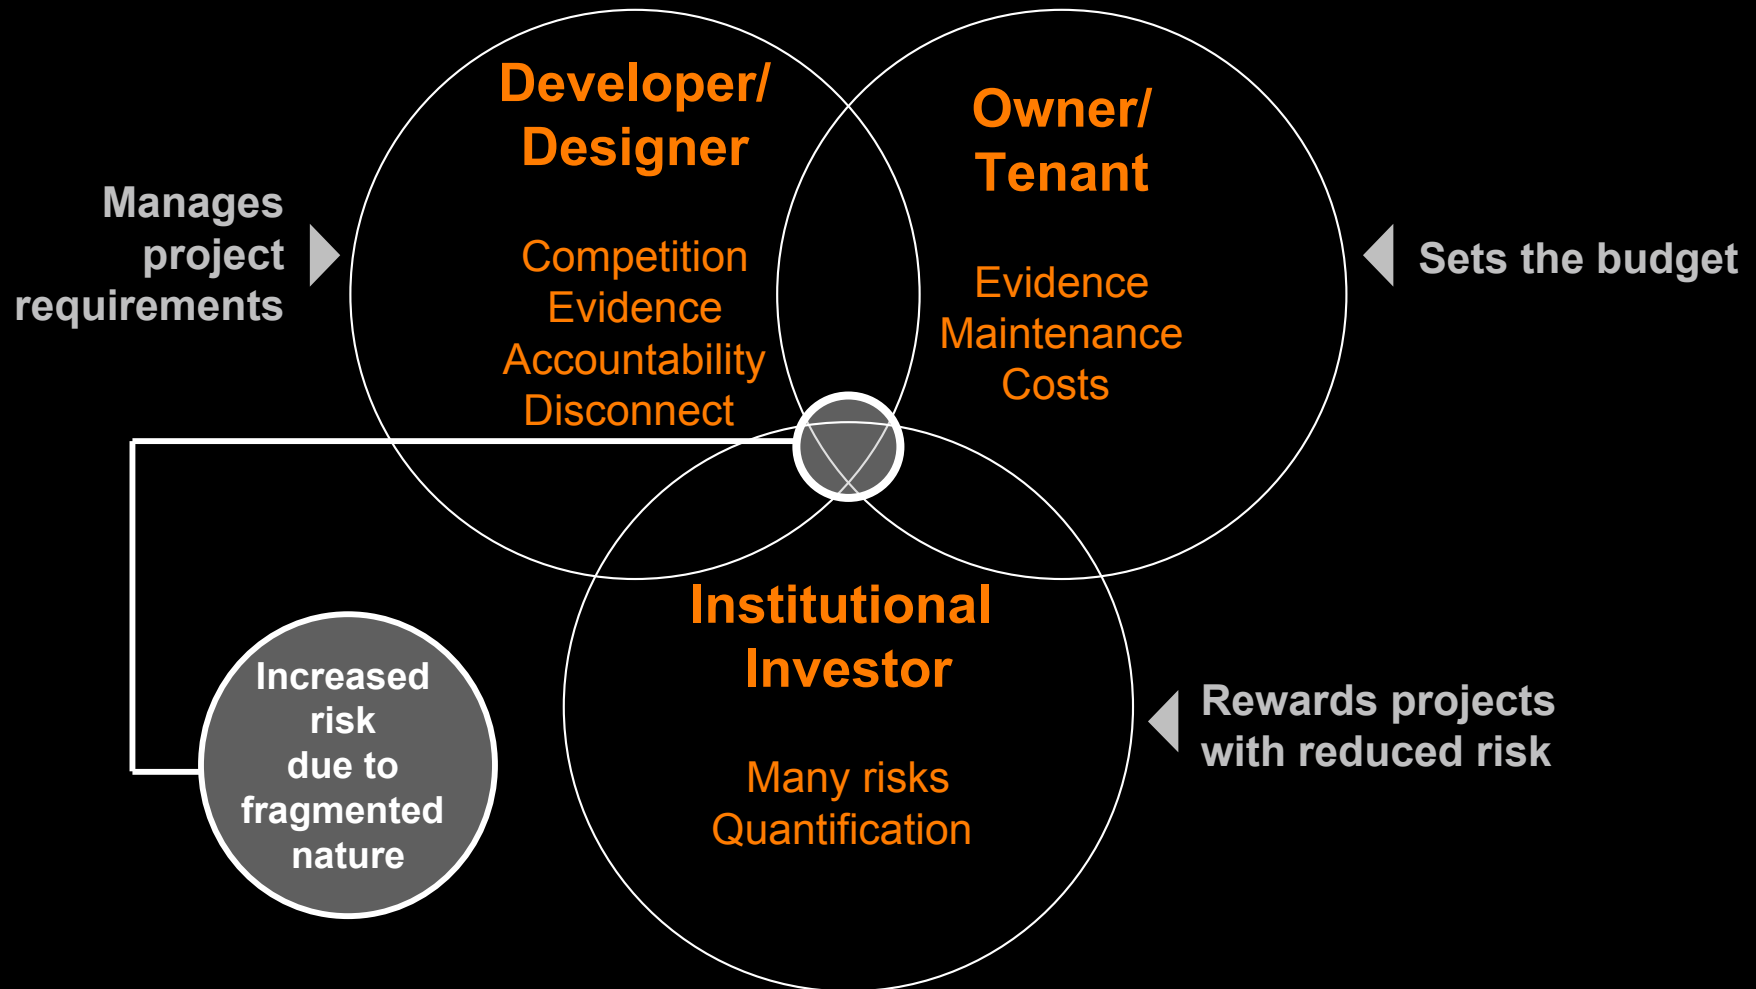 Developer/
Designer
Competition
Evidence
Accountability
Disconnect
Owner/
Tenant
Evidence
Maintenance
Costs
Manages
project
requirements
Sets the budget
Institutional
Investor
Many risks
Quantification
Rewards projects
with reduced risk
Increased
risk
due to
fragmented
nature